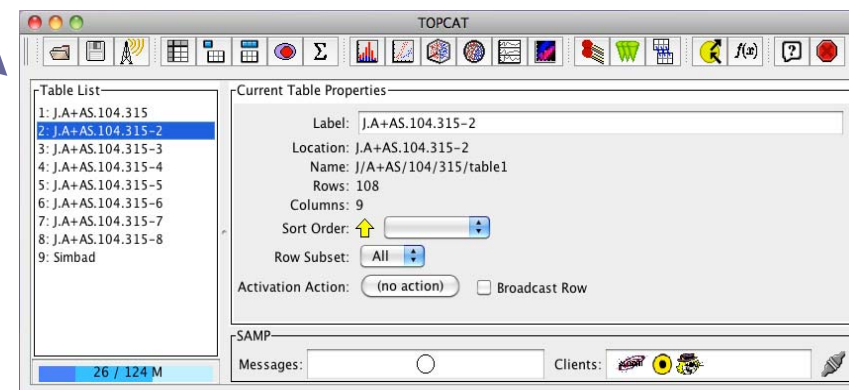 TOPCAT
Σ
f(x)
?
Table List
1: J.A+AS.104.315
2: J.A+AS.104.315-2
3: J.A+AS.104.315-3
4: J.A+AS.104.315-4
5: J.A+AS.104.315-5
6: J.A+AS.104.315-6
7: J.A+AS.104.315-7
8: J.A+AS.104.315-8
9: Simbad
26 / 124 M
Current Table Properties
Label: J.A+AS.104.315-2
Location: J.A+AS.104.315-2
Name: J/A+AS/104/315/table1
Rows: 108
Columns: 9
Sort Order:
Row Subset: All
Activation Action: (no action) Broadcast Row
SAMP
Messages: Clients: